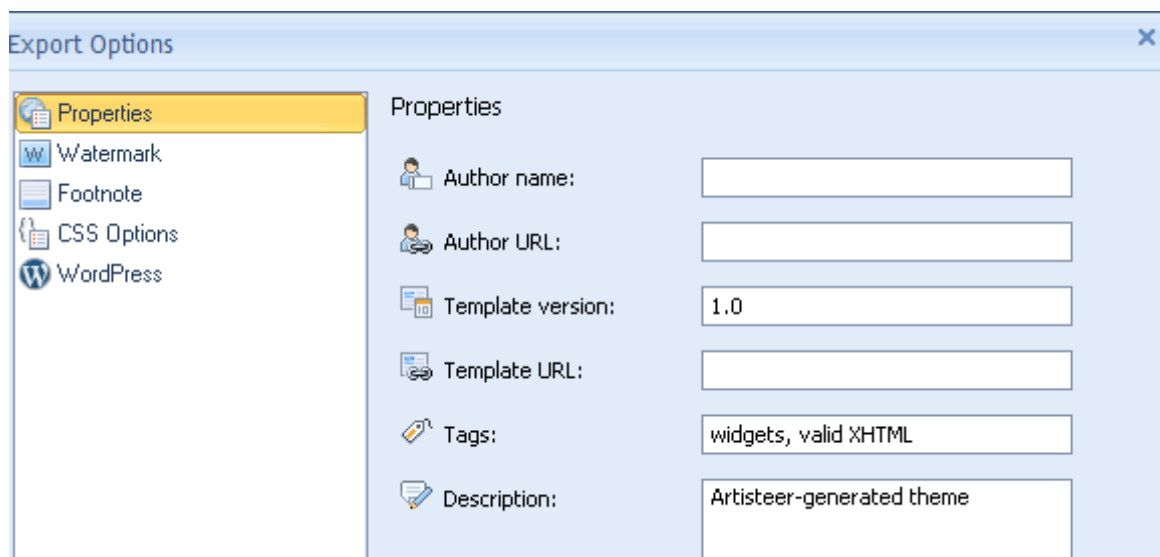 Export Options
Properties
Watermark
Footnote
CSS Options
WordPress
Properties
Author name:
Author URL:
Template version: 1.0
Template URL:
Tags: widgets, valid XHTML
Description: Artisteer-generated theme